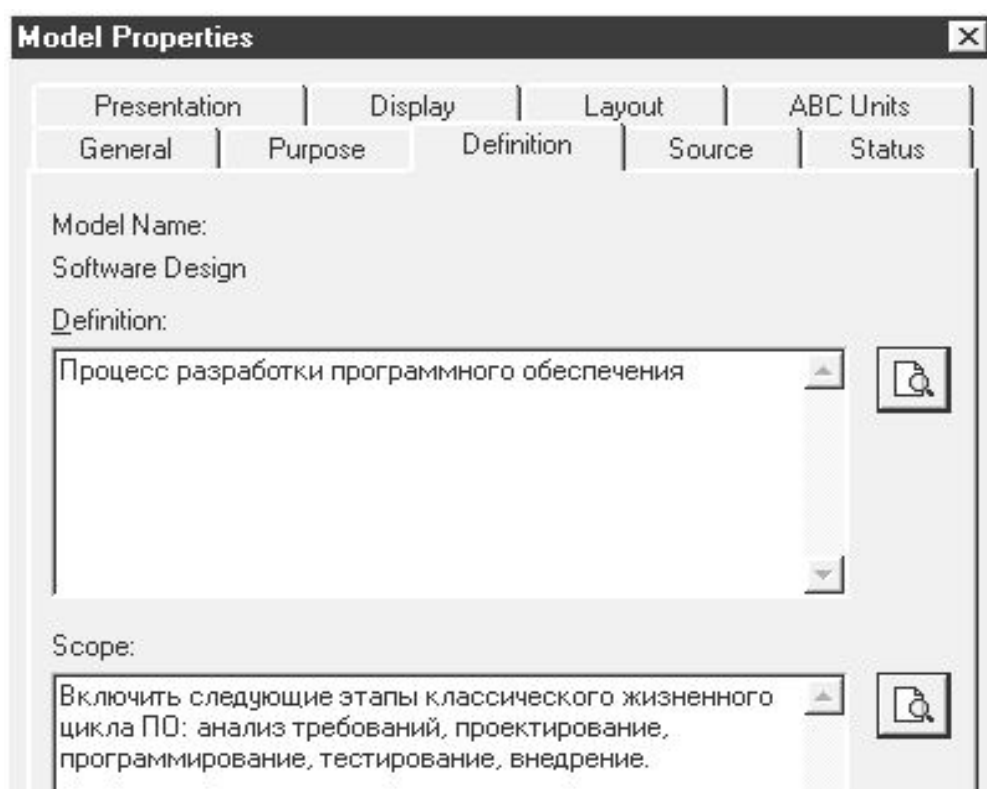 Model Properties
Presentation Display Layout ABC Units
General Purpose Definition Source Status
Model Name:
Software Design
Definition:
Процесс разработки программного обеспечения
Scope:
Включить следующие этапы классического жизненного
цикла ПО: анализ требований, проектирование,
программирование, тестирование, внедрение.